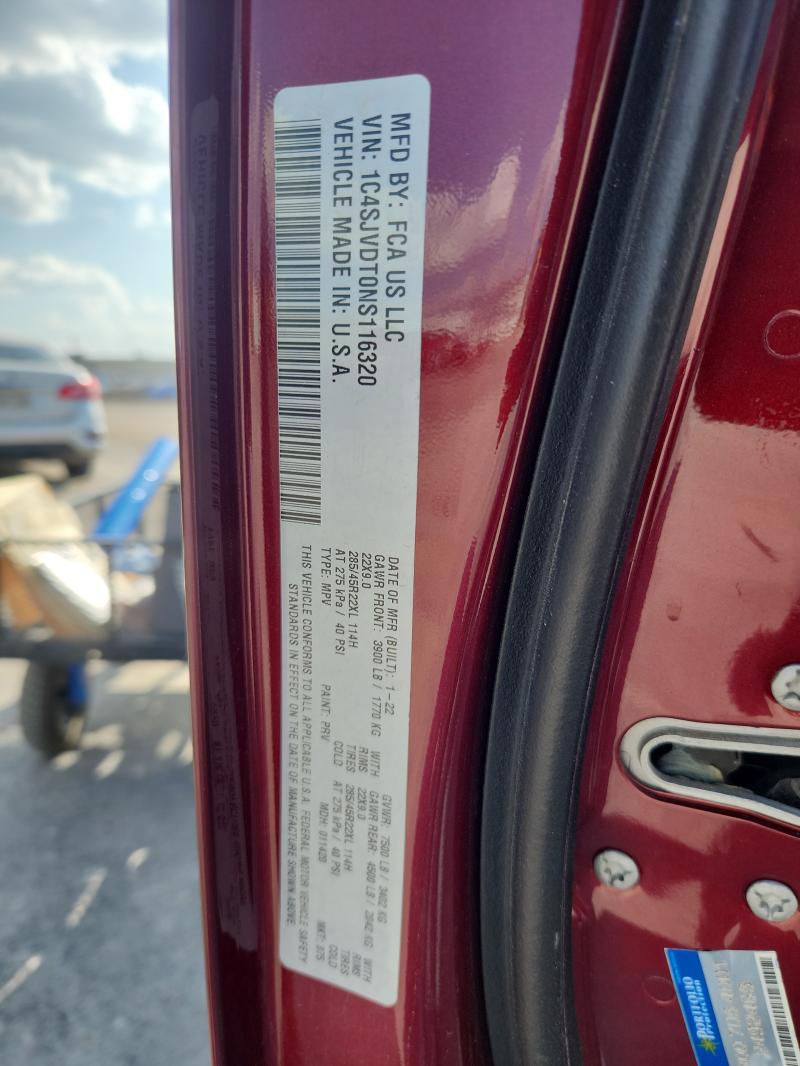 MFD BY: FCA US LLC
VIN: 1C4SJVDT0NS116320
VEHICLE MADE IN: U.S.A.
DATE OF MFR (BUILT): 1-22 GVWR: 7500 LB / 3402 KG
GAWR FRONT: 3900 LB / 1770 KG WITH GAWR REAR: 4500 LB / 2042 KG WITH
22X9.0 RIMS 22X9.0 RIMS
285/45R22XL 114H TIRES 285/45R22XL 114H TIRES
AT 275 kPa / 40 PSI COLD AT 275 kPa / 40 PSI COLD
TYPE: MPV PAINT: PRV MDH: 011420 MKT: 075
THIS VEHICLE CONFORMS TO ALL APPLICABLE U.S.A. FEDERAL MOTOR VEHICLE SAFETY
STANDARDS IN EFFECT ON THE DATE OF MANUFACTURE SHOWN ABOVE.
PORTFOLIO
Protection